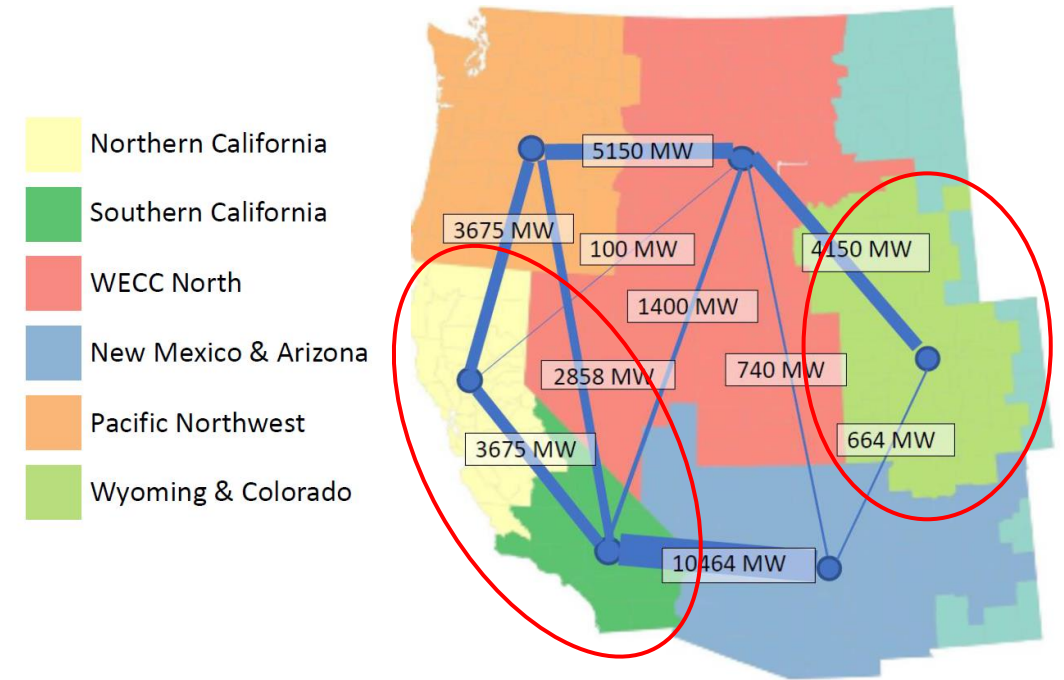 Northern California
Southern California
WECC North
New Mexico & Arizona
Pacific Northwest
Wyoming & Colorado
5150 MW
3675 MW
100 MW
4150 MW
1400 MW
2858 MW
740 MW
3675 MW
664 MW
10464 MW